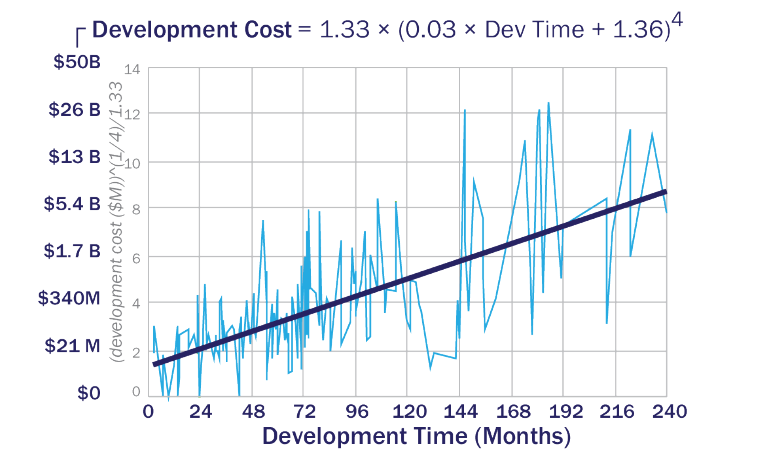 Development Cost = 1.33 × (0.03 × Dev Time + 1.36)⁴
$50B
$26 B
$13 B
$5.4 B
$1.7 B
$340M
$21 M
$0
(development cost ($M))^(1/4)/1.33
14
12
10
8
6
4
2
0
0 24 48 72 96 120 144 168 192 216 240
Development Time (Months)